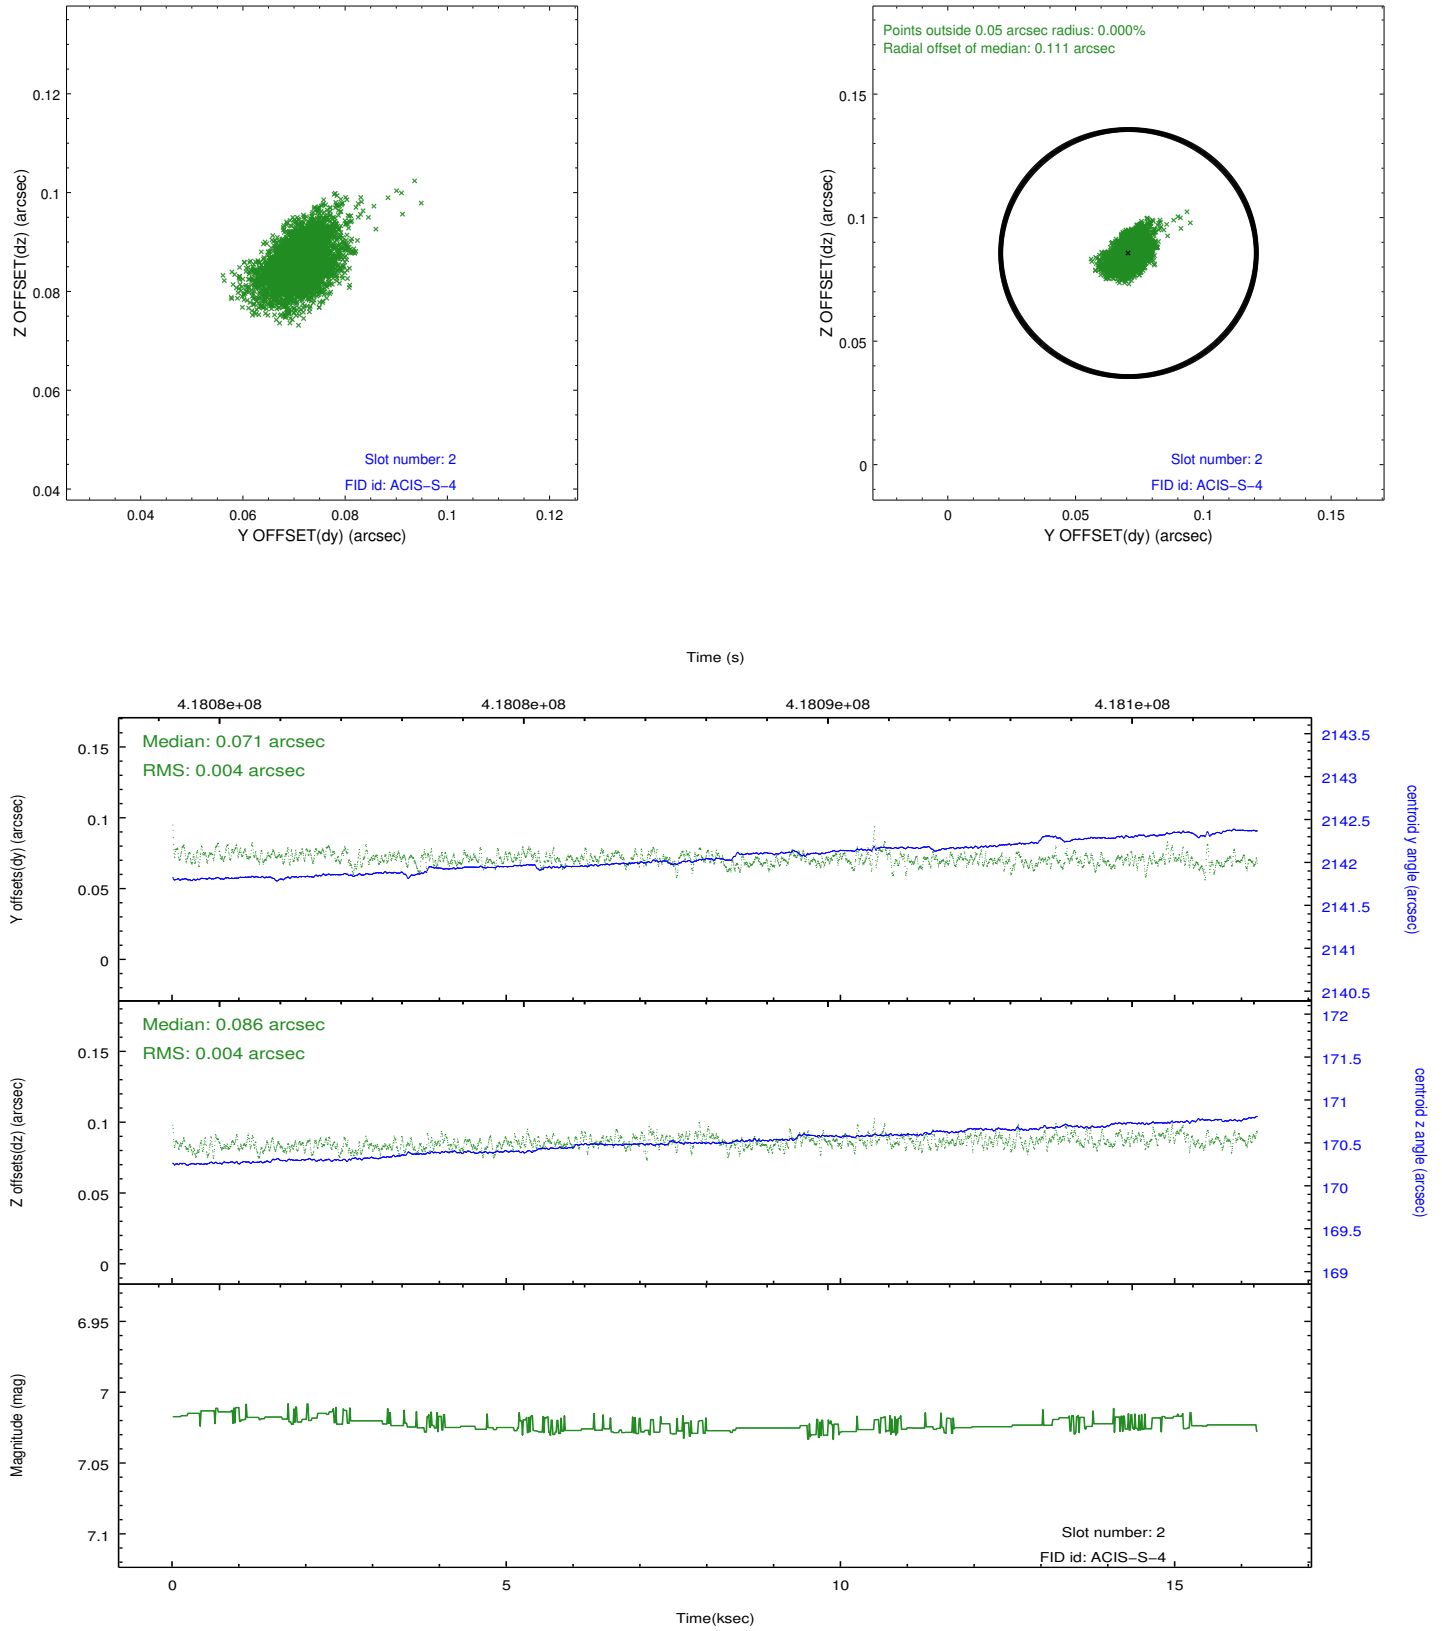 0.12
0.1
0.08
0.06
0.04
Z OFFSET(dz) (arcsec)
Slot number: 2
FID id: ACIS−S−4
0.04
0.06
0.08
0.1
0.12
Y OFFSET(dy) (arcsec)
Points outside 0.05 arcsec radius: 0.000%
Radial offset of median: 0.111 arcsec
0.15
0.1
0.05
0
Z OFFSET(dz) (arcsec)
Slot number: 2
FID id: ACIS−S−4
0
0.05
0.1
0.15
Y OFFSET(dy) (arcsec)
Time (s)
4.1808e+08
4.1808e+08
4.1809e+08
4.181e+08
Median: 0.071 arcsec
RMS: 0.004 arcsec
0.15
0.1
0.05
0
Y offsets(dy) (arcsec)
2143.5
2143
2142.5
2142
2141.5
2141
2140.5
centroid y angle (arcsec)
Median: 0.086 arcsec
RMS: 0.004 arcsec
0.15
0.1
0.05
0
Z offsets(dz) (arcsec)
172
171.5
171
170.5
170
169.5
169
centroid z angle (arcsec)
6.95
7
7.05
7.1
Magnitude (mag)
Slot number: 2
FID id: ACIS−S−4
0
5
10
15
Time(ksec)